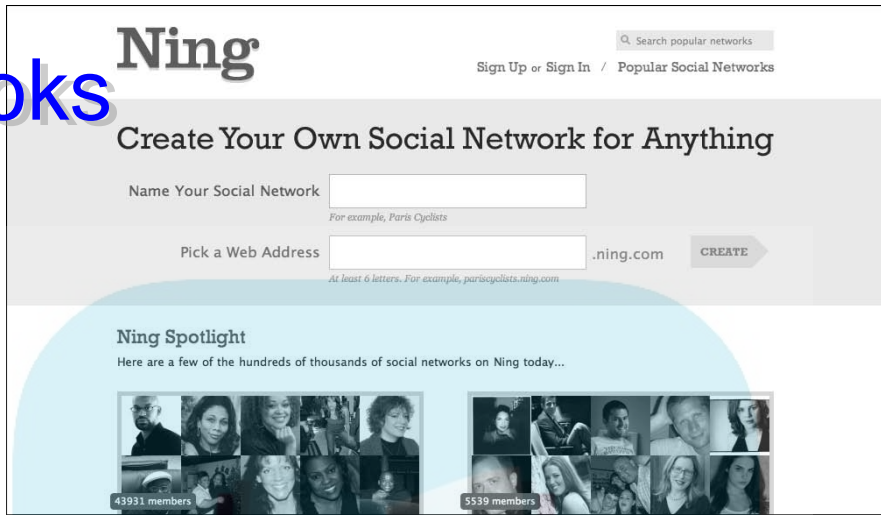 Ning
Search popular networks
Sign Up or Sign In / Popular Social Networks
oks
Create Your Own Social Network for Anything
Name Your Social Network
For example, Paris Cyclists
Pick a Web Address
.ning.com
CREATE
At least 6 letters. For example, pariscyclists.ning.com
Ning Spotlight
Here are a few of the hundreds of thousands of social networks on Ning today...
43931 members
5539 members